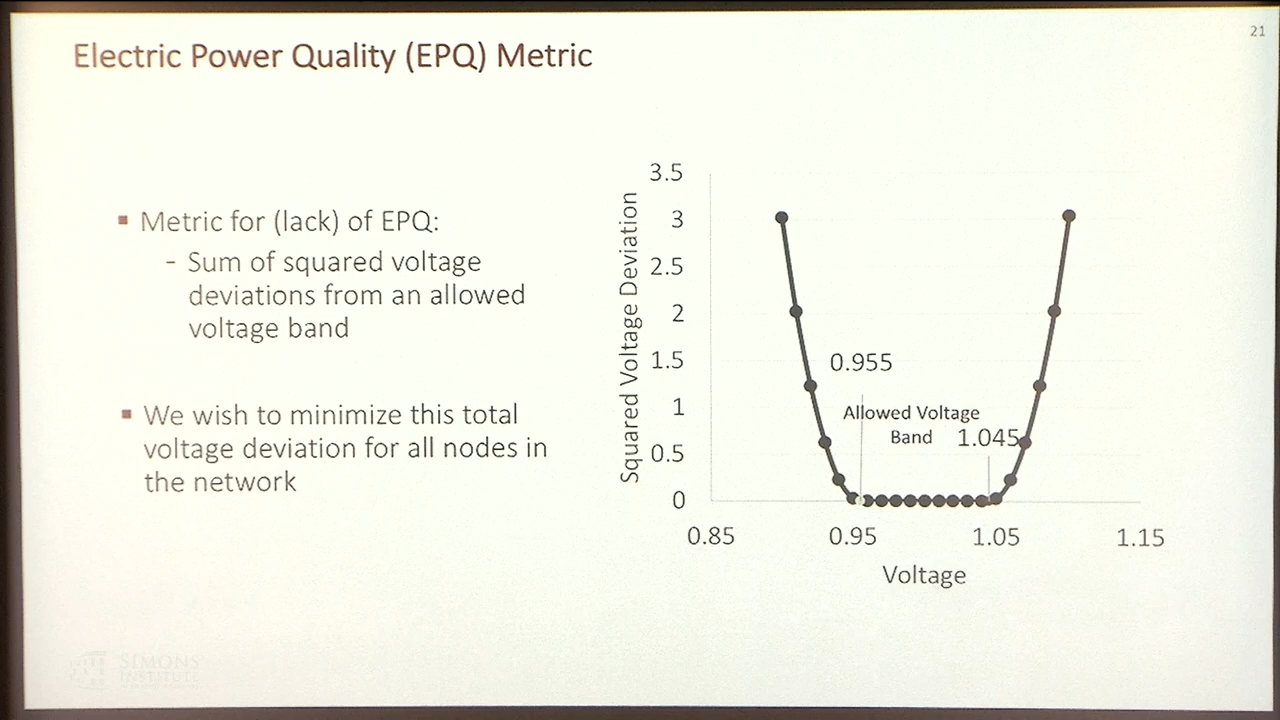 21
Electric Power Quality (EPQ) Metric
▪ Metric for (lack) of EPQ:
- Sum of squared voltage
deviations from an allowed
voltage band
▪ We wish to minimize this total
voltage deviation for all nodes in
the network
Squared Voltage Deviation
3.5
3
2.5
2
1.5
1
0.5
0
0.955
Allowed Voltage
Band
1.045
0.85 0.95 1.05 1.15
Voltage
SIMONS
INSTITUTE